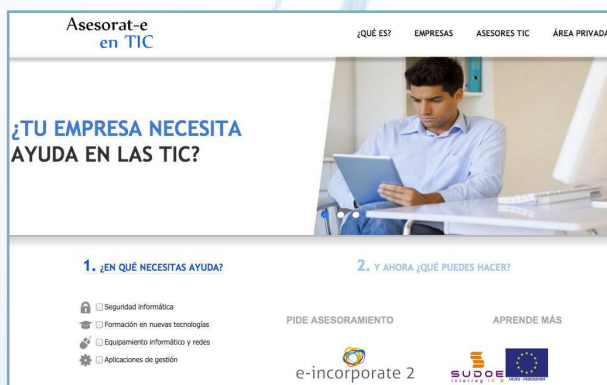 Asesorat-e
en TIC
¿QUÉ ES? EMPRESAS ASESORES TIC ÁREA PRIVADA
¿TU EMPRESA NECESITA
AYUDA EN LAS TIC?
1. ¿EN QUÉ NECESITAS AYUDA?
2. Y AHORA ¿QUÉ PUEDES HACER?
Seguridad informática
Formación en nuevas tecnologías
Equipamiento informático y redes
Aplicaciones de gestión
PIDE ASESORAMIENTO
APRENDE MÁS
e-incorporate 2
SUDOE
Interreg IV B